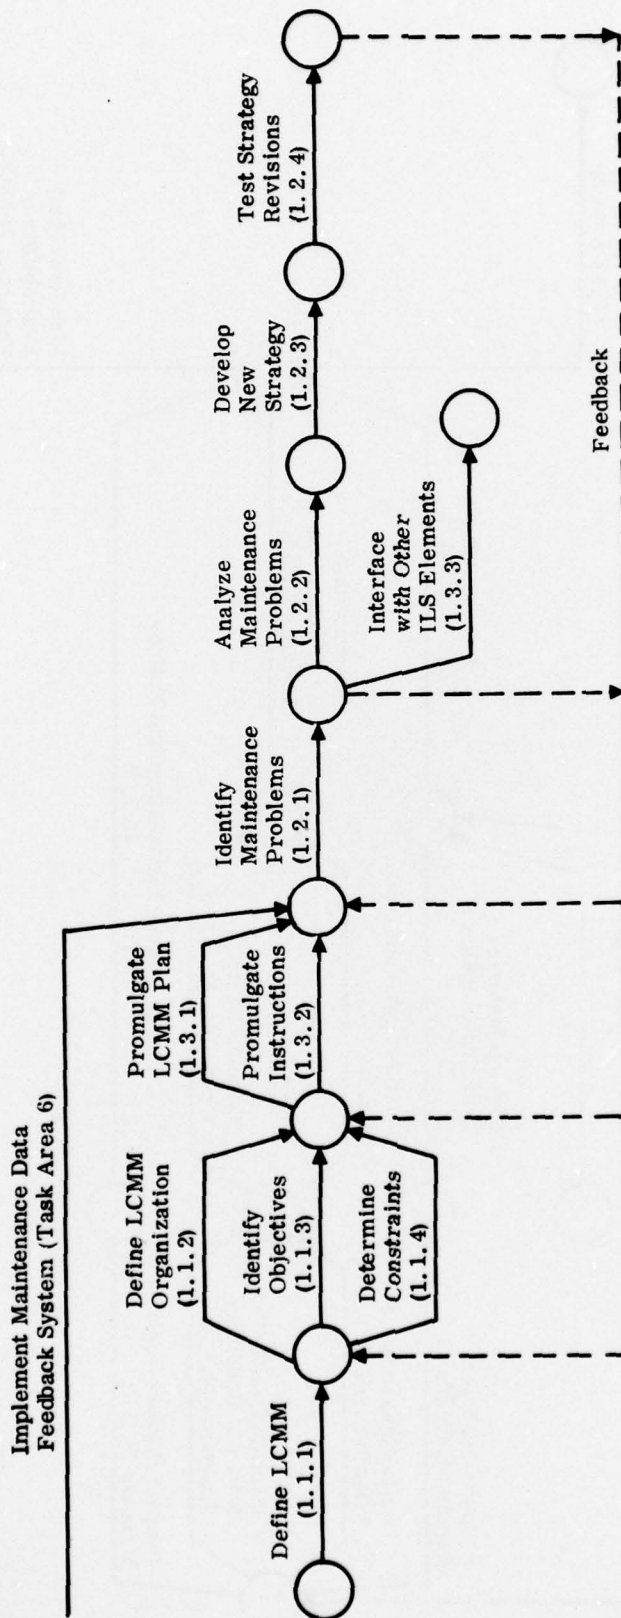 Implement Maintenance Data
Feedback System (Task Area 6)
Define LCMM
(1.1.1)
Define LCMM
Organization
(1.1.2)
Identify
Objectives
(1.1.3)
Determine
Constraints
(1.1.4)
Promulgate
LCMM Plan
(1.3.1)
Promulgate
Instructions
(1.3.2)
Identify
Maintenance
Problems
(1.2.1)
Analyze
Maintenance
Problems
(1.2.2)
Interface
with Other
ILS Elements
(1.3.3)
Develop
New
Strategy
(1.2.3)
Test Strategy
Revisions
(1.2.4)
Feedback